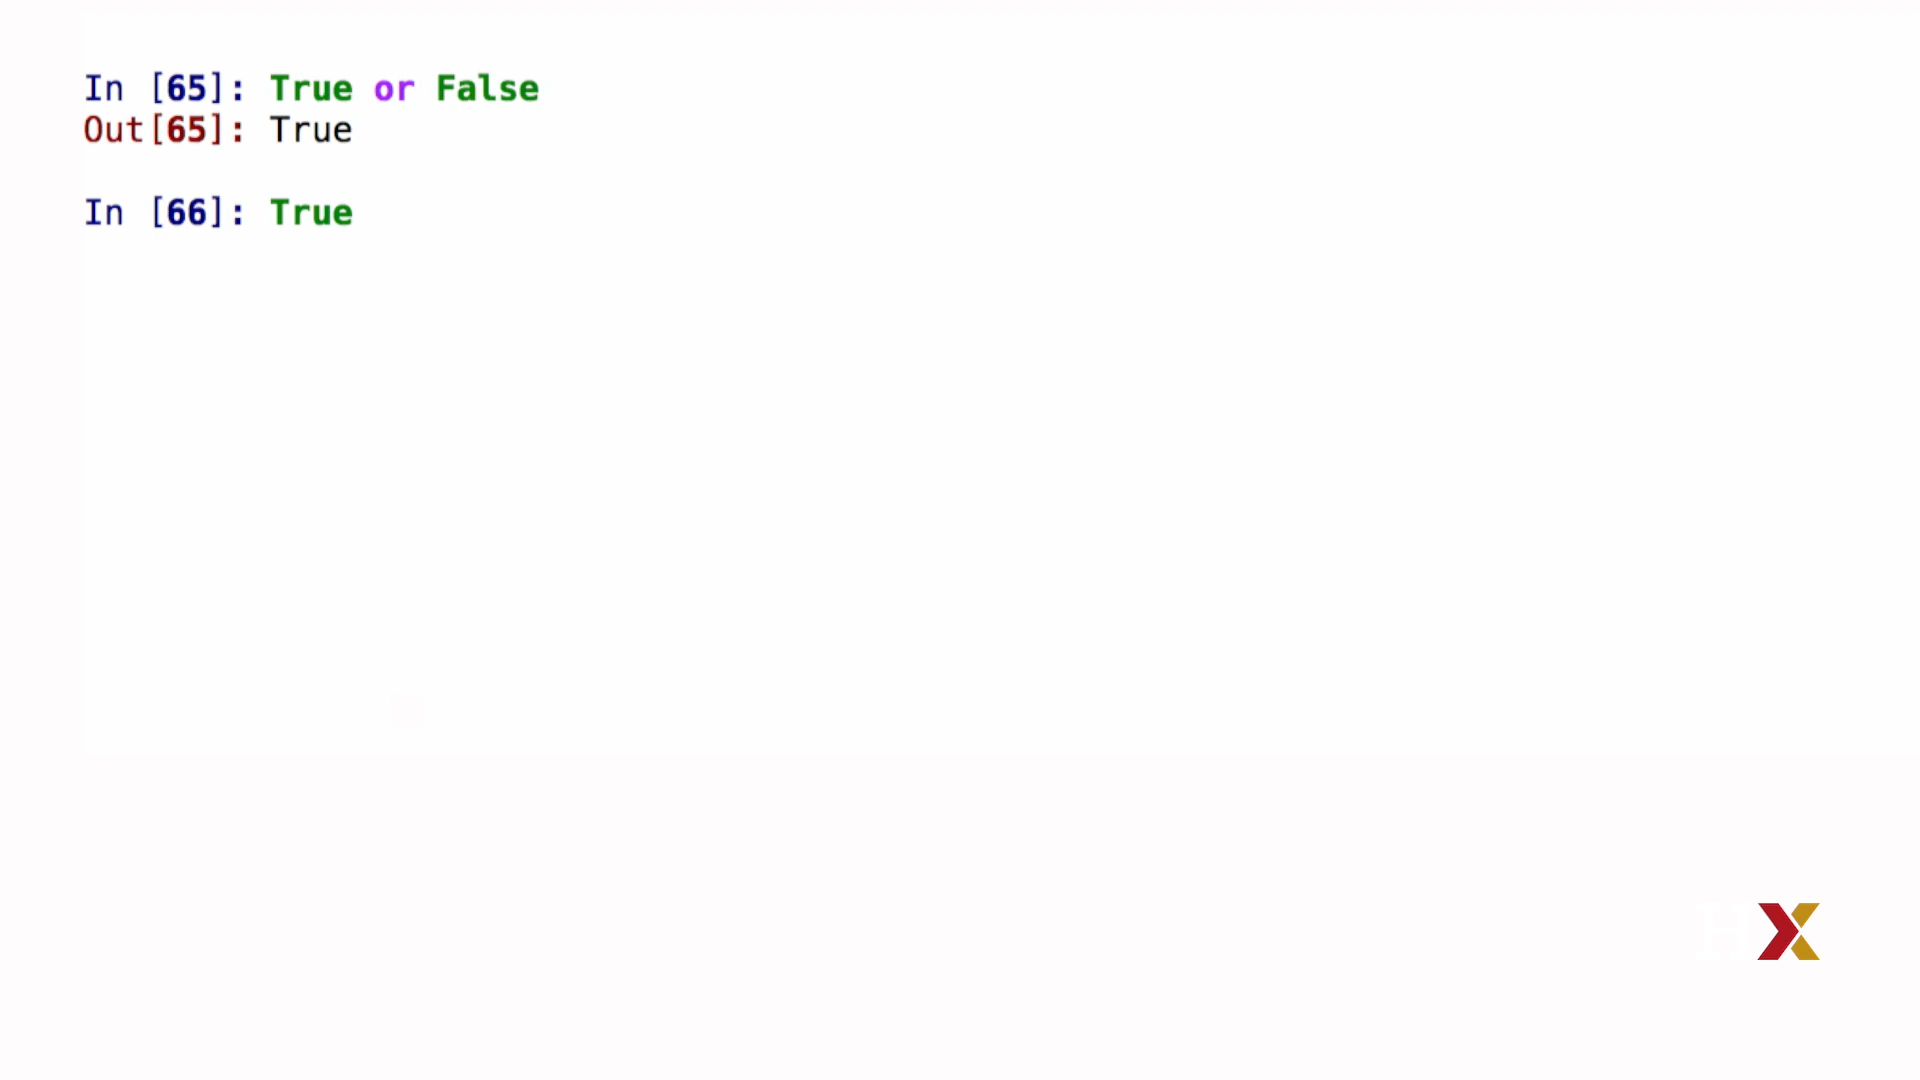 In [65]: True or False
Out[65]: True
In [66]: True
X